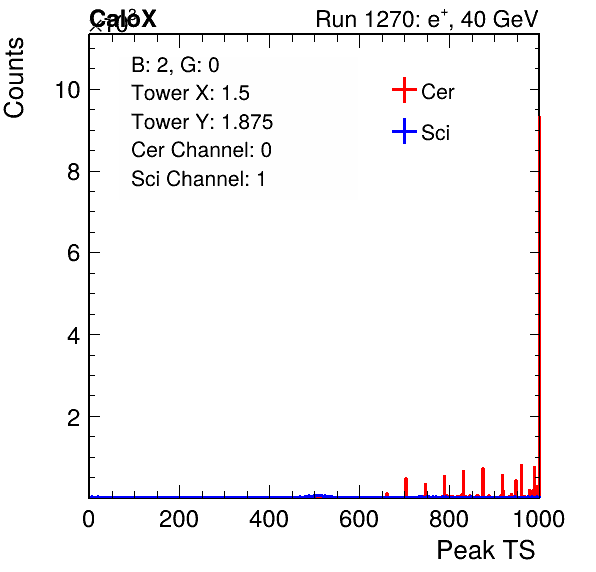 CaloX Run 1270: e⁺, 40 GeV
×10³
Counts
B: 2, G: 0
Tower X: 1.5
Tower Y: 1.875
Cer Channel: 0
Sci Channel: 1
Cer
Sci
10
8
6
4
2
0 200 400 600 800 1000
Peak TS